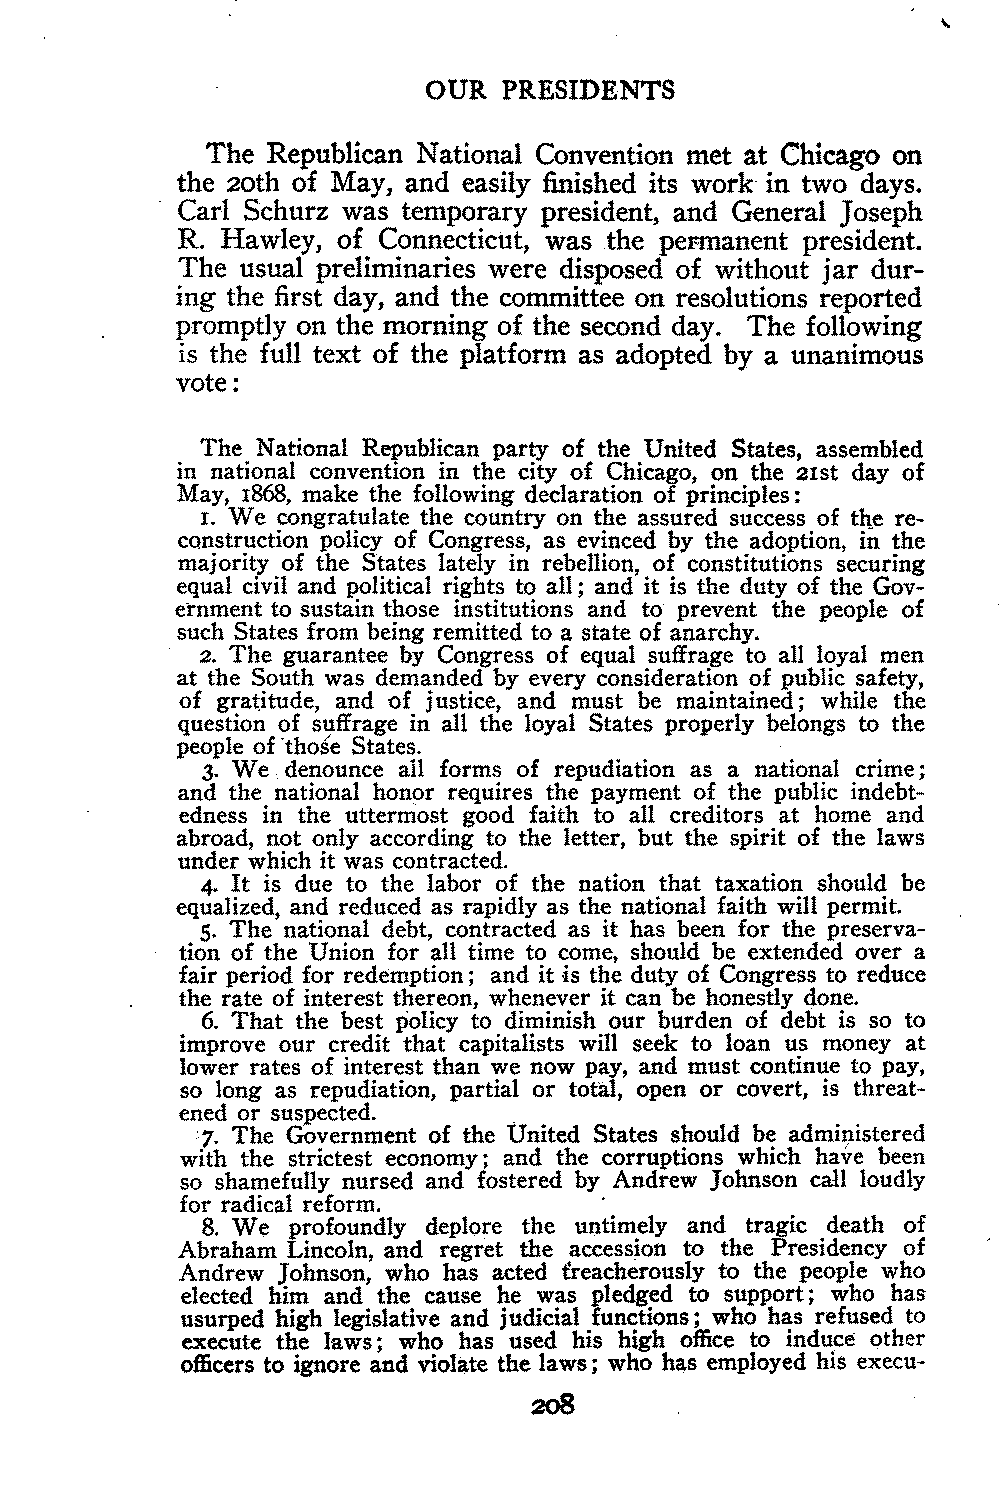 OUR PRESIDENTS
The Republican National Convention met at Chicago on
the 20th of May, and easily finished its work in two days.
Carl Schurz was temporary president, and General Joseph
R. Hawley, of Connecticut, was the permanent president.
The usual preliminaries were disposed of without jar dur-
ing the first day, and the committee on resolutions reported
promptly on the morning of the second day. The following
is the full text of the platform as adopted by a unanimous
vote:
The National Republican party of the United States, assembled
in national convention in the city of Chicago, on the 21st day of
May, 1868, make the following declaration of principles:
1. We congratulate the country on the assured success of the re-
construction policy of Congress, as evinced by the adoption, in the
majority of the States lately in rebellion, of constitutions securing
equal civil and political rights to all; and it is the duty of the Gov-
ernment to sustain those institutions and to prevent the people of
such States from being remitted to a state of anarchy.
2. The guarantee by Congress of equal suffrage to all loyal men
at the South was demanded by every consideration of public safety,
of gratitude, and of justice, and must be maintained; while the
question of suffrage in all the loyal States properly belongs to the
people of those States.
3. We denounce all forms of repudiation as a national crime;
and the national honor requires the payment of the public indebt-
edness in the uttermost good faith to all creditors at home and
abroad, not only according to the letter, but the spirit of the laws
under which it was contracted.
4. It is due to the labor of the nation that taxation should be
equalized, and reduced as rapidly as the national faith will permit.
5. The national debt, contracted as it has been for the preserva-
tion of the Union for all time to come, should be extended over a
fair period for redemption; and it is the duty of Congress to reduce
the rate of interest thereon, whenever it can be honestly done.
6. That the best policy to diminish our burden of debt is so to
improve our credit that capitalists will seek to loan us money at
lower rates of interest than we now pay, and must continue to pay,
so long as repudiation, partial or total, open or covert, is threat-
ened or suspected.
7. The Government of the United States should be administered
with the strictest economy; and the corruptions which have been
so shamefully nursed and fostered by Andrew Johnson call loudly
for radical reform.
8. We profoundly deplore the untimely and tragic death of
Abraham Lincoln, and regret the accession to the Presidency of
Andrew Johnson, who has acted treacherously to the people who
elected him and the cause he was pledged to support; who has
usurped high legislative and judicial functions; who has refused to
execute the laws; who has used his high office to induce other
officers to ignore and violate the laws; who has employed his execu-
208